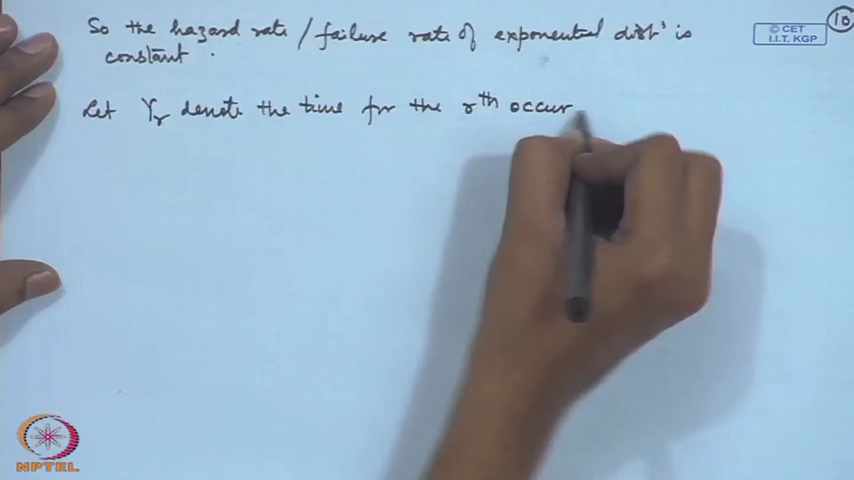 So the hazard rate / failure rate of exponential distⁿ is
constant .
Let Yr denote the time for the rth occur
© CET
I.I.T. KGP
10
NPTEL